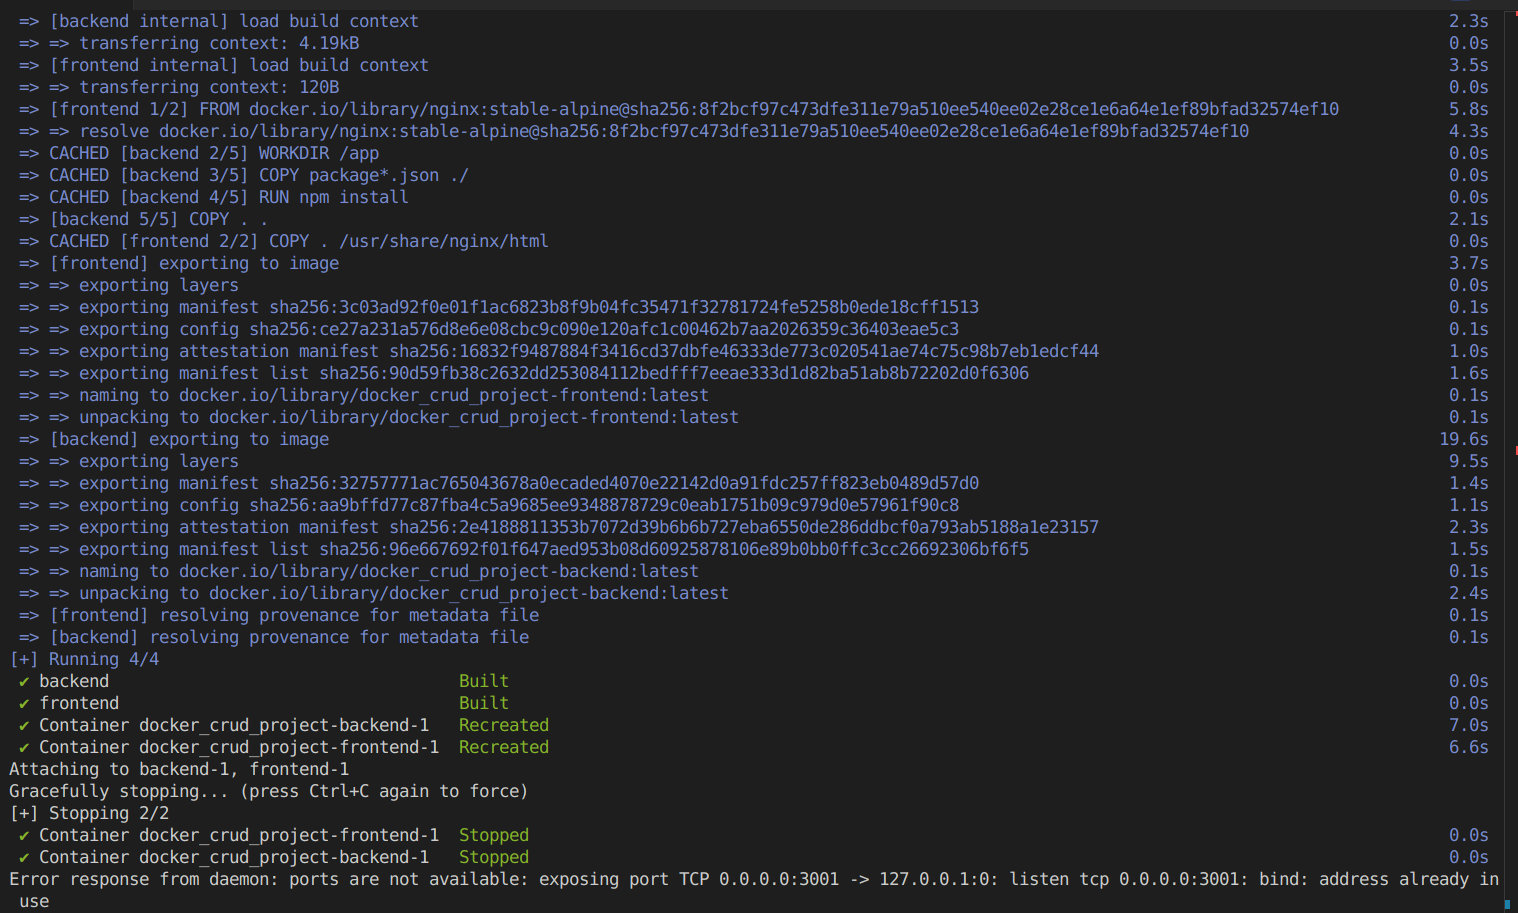 => [backend internal] load build context 2.3s
=> => transferring context: 4.19kB 0.0s
=> [frontend internal] load build context 3.5s
=> => transferring context: 120B 0.0s
=> [frontend 1/2] FROM docker.io/library/nginx:stable-alpine@sha256:8f2bcf97c473dfe311e79a510ee540ee02e28ce1e6a64e1ef89bfad32574ef10 5.8s
=> => resolve docker.io/library/nginx:stable-alpine@sha256:8f2bcf97c473dfe311e79a510ee540ee02e28ce1e6a64e1ef89bfad32574ef10 4.3s
=> CACHED [backend 2/5] WORKDIR /app 0.0s
=> CACHED [backend 3/5] COPY package*.json ./ 0.0s
=> CACHED [backend 4/5] RUN npm install 0.0s
=> [backend 5/5] COPY . . 2.1s
=> CACHED [frontend 2/2] COPY . /usr/share/nginx/html 0.0s
=> [frontend] exporting to image 3.7s
=> => exporting layers 0.0s
=> => exporting manifest sha256:3c03ad92f0e01f1ac6823b8f9b04fc35471f32781724fe5258b0ede18cff1513 0.1s
=> => exporting config sha256:ce27a231a576d8e6e08cbc9c090e120afc1c00462b7aa2026359c36403eae5c3 0.1s
=> => exporting attestation manifest sha256:16832f9487884f3416cd37dbfe46333de773c020541ae74c75c98b7eb1edcf44 1.0s
=> => exporting manifest list sha256:90d59fb38c2632dd253084112bedfff7eeae333d1d82ba51ab8b72202d0f6306 1.6s
=> => naming to docker.io/library/docker_crud_project-frontend:latest 0.1s
=> => unpacking to docker.io/library/docker_crud_project-frontend:latest 0.1s
=> [backend] exporting to image 19.6s
=> => exporting layers 9.5s
=> => exporting manifest sha256:32757771ac765043678a0ecaded4070e22142d0a91fdc257ff823eb0489d57d0 1.4s
=> => exporting config sha256:aa9bffd77c87fba4c5a9685ee9348878729c0eab1751b09c979d0e57961f90c8 1.1s
=> => exporting attestation manifest sha256:2e4188811353b7072d39b6b6b727eba6550de286ddbcf0a793ab5188a1e23157 2.3s
=> => exporting manifest list sha256:96e667692f01f647aed953b08d60925878106e89b0bb0ffc3cc26692306bf6f5 1.5s
=> => naming to docker.io/library/docker_crud_project-backend:latest 0.1s
=> => unpacking to docker.io/library/docker_crud_project-backend:latest 2.4s
=> [frontend] resolving provenance for metadata file 0.1s
=> [backend] resolving provenance for metadata file 0.1s
[+] Running 4/4
✔ backend Built 0.0s
✔ frontend Built 0.0s
✔ Container docker_crud_project-backend-1 Recreated 7.0s
✔ Container docker_crud_project-frontend-1 Recreated 6.6s
Attaching to backend-1, frontend-1
Gracefully stopping... (press Ctrl+C again to force)
[+] Stopping 2/2
✔ Container docker_crud_project-frontend-1 Stopped 0.0s
✔ Container docker_crud_project-backend-1 Stopped 0.0s
Error response from daemon: ports are not available: exposing port TCP 0.0.0.0:3001 -> 127.0.0.1:0: listen tcp 0.0.0.0:3001: bind: address already in
use